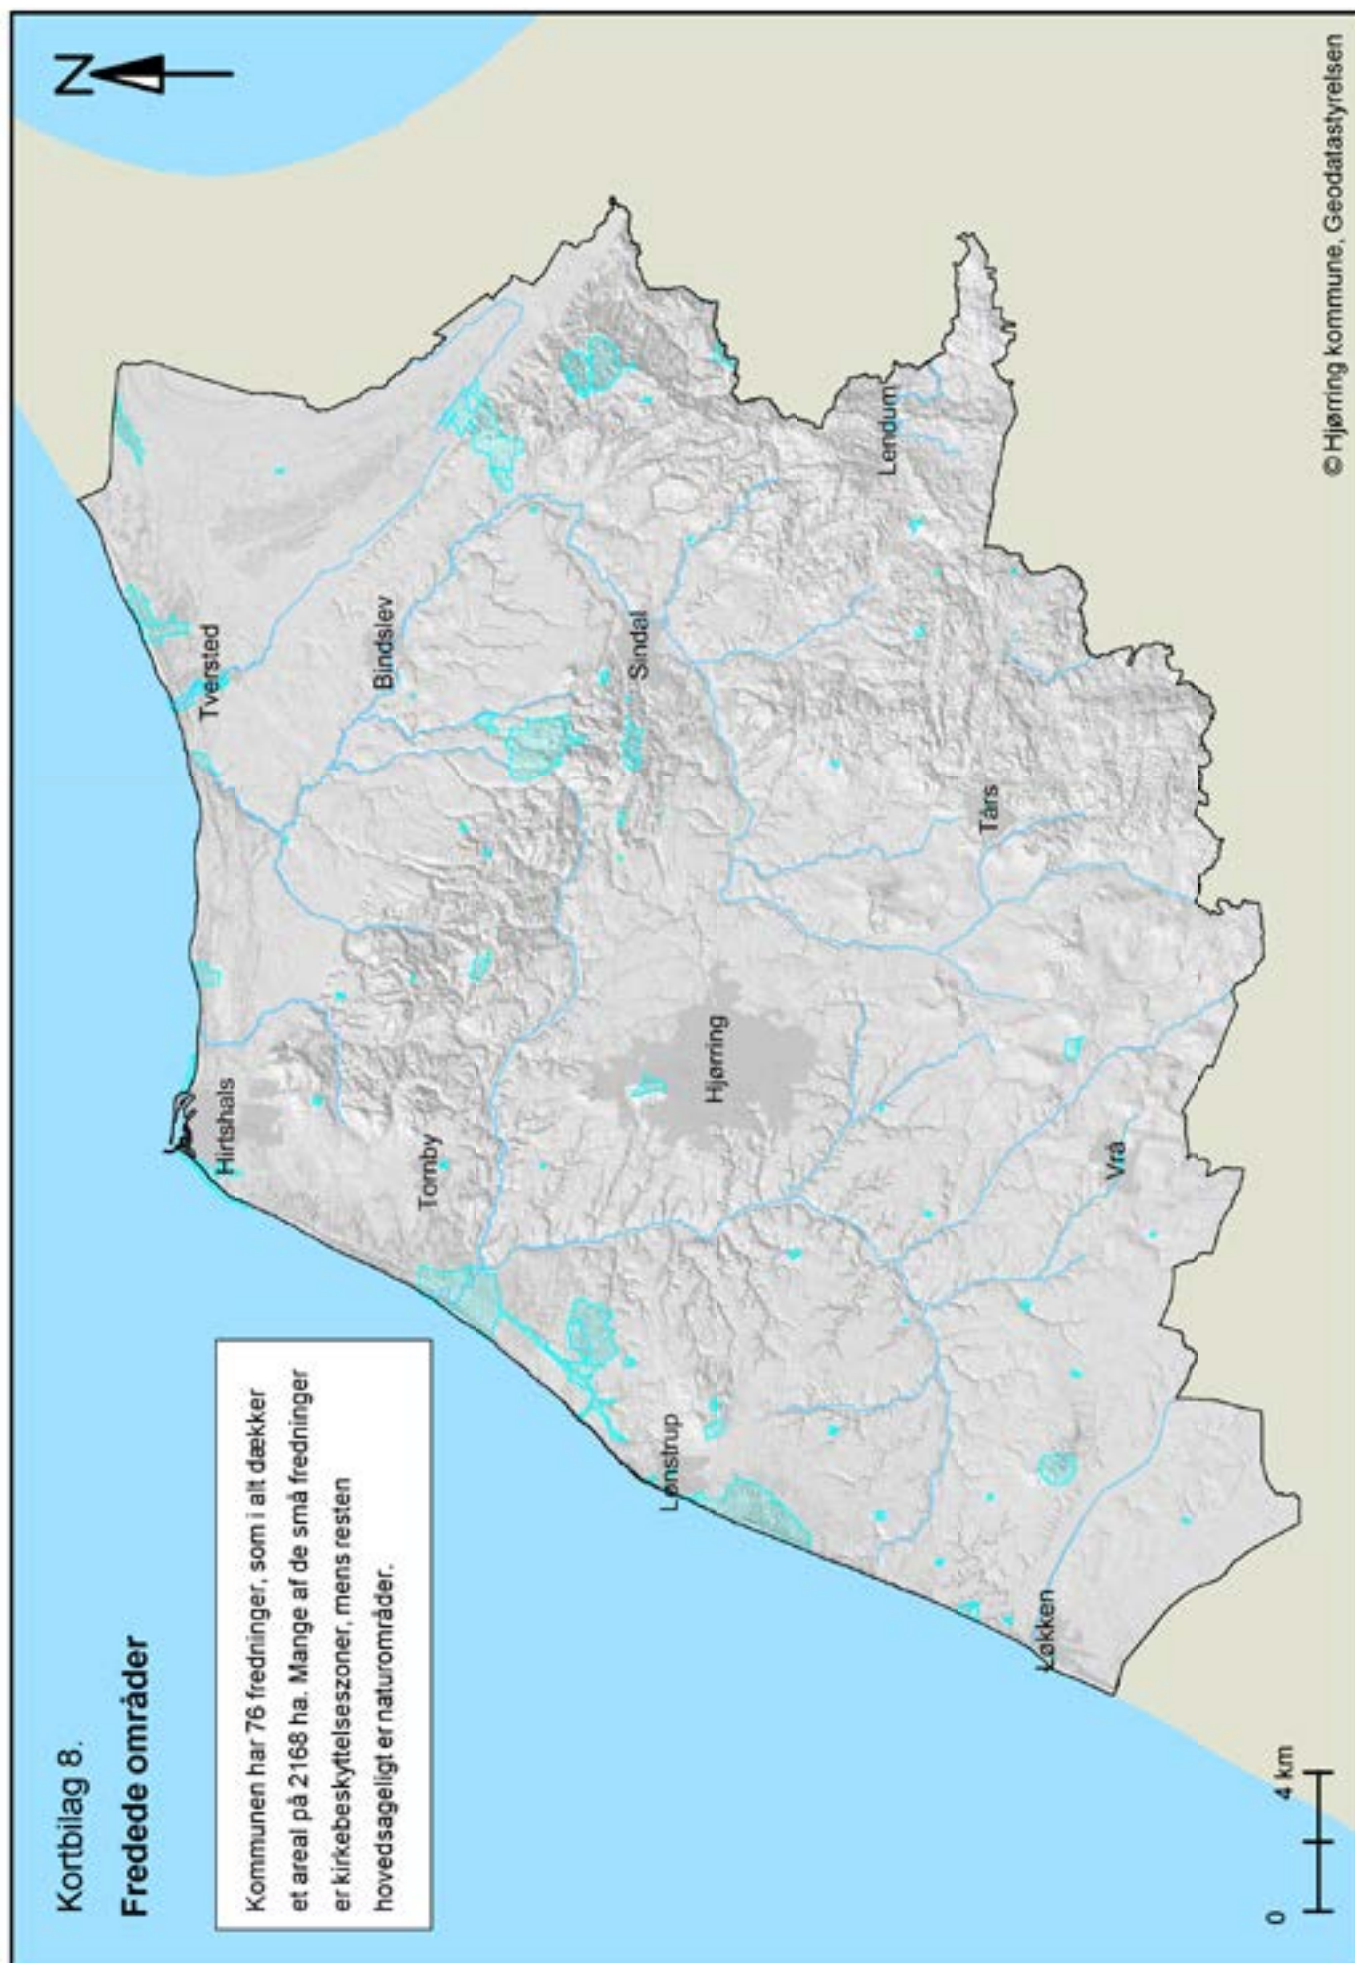 Kortbilag 8.
Fredede områder
Kommunen har 76 fredninger, som i alt dækker
et areal på 2168 ha. Mange af de små fredninger
er kirkebeskyttelseszoner, mens resten
hovedsageligt er naturområder.
N
Hirtshals
Tversted
Bindslev
Tornby
Sindal
Lønstrup
Hjørring
Lendum
Tårs
Vrå
Løkken
0
4 km
© Hjørring kommune, Geodatastyrelsen